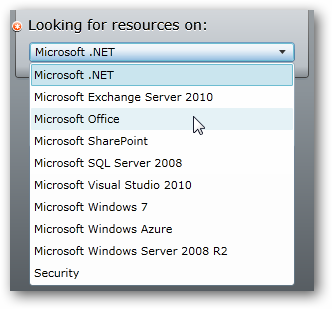 Looking for resources on:
Microsoft .NET
Microsoft .NET
Microsoft Exchange Server 2010
Microsoft Office
Microsoft SharePoint
Microsoft SQL Server 2008
Microsoft Visual Studio 2010
Microsoft Windows 7
Microsoft Windows Azure
Microsoft Windows Server 2008 R2
Security